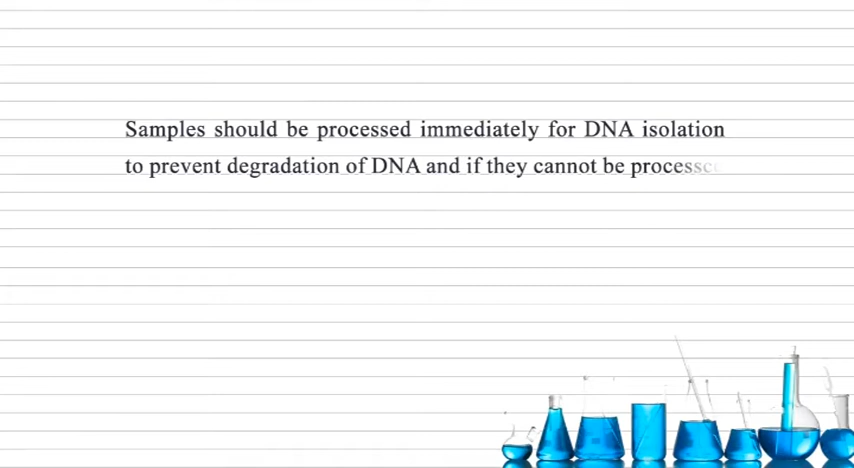 Samples should be processed immediately for DNA isolation
to prevent degradation of DNA and if they cannot be